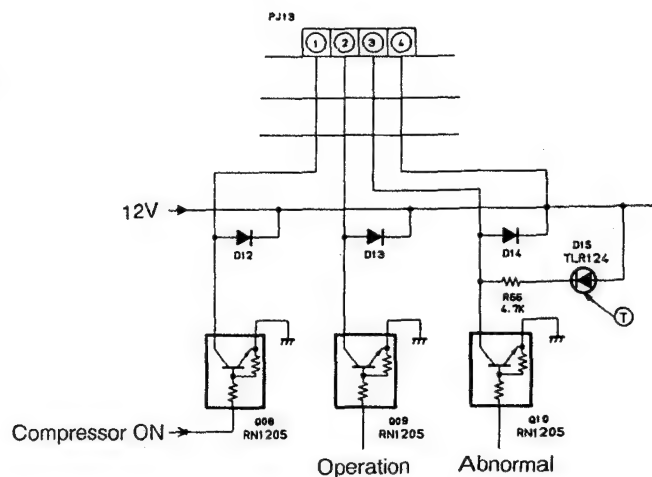 PJ13
1 2 3 4
12V
D12
D13
D14
D15
TLR124
R66
4.7K
T
Q08
RN1205
Q09
RN1205
Q10
RN1205
Compressor ON
Operation
Abnormal